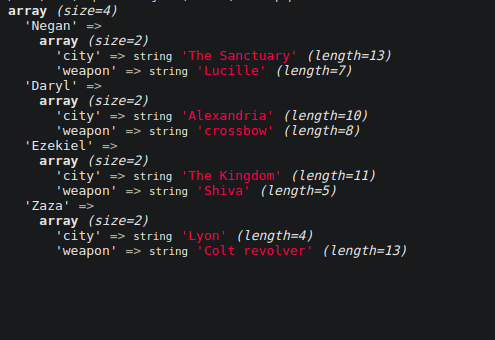 array (size=4)
'Negan' =>
array (size=2)
'city' => string 'The Sanctuary' (length=13)
'weapon' => string 'Lucille' (length=7)
'Daryl' =>
array (size=2)
'city' => string 'Alexandria' (length=10)
'weapon' => string 'crossbow' (length=8)
'Ezekiel' =>
array (size=2)
'city' => string 'The Kingdom' (length=11)
'weapon' => string 'Shiva' (length=5)
'Zaza' =>
array (size=2)
'city' => string 'Lyon' (length=4)
'weapon' => string 'Colt revolver' (length=13)